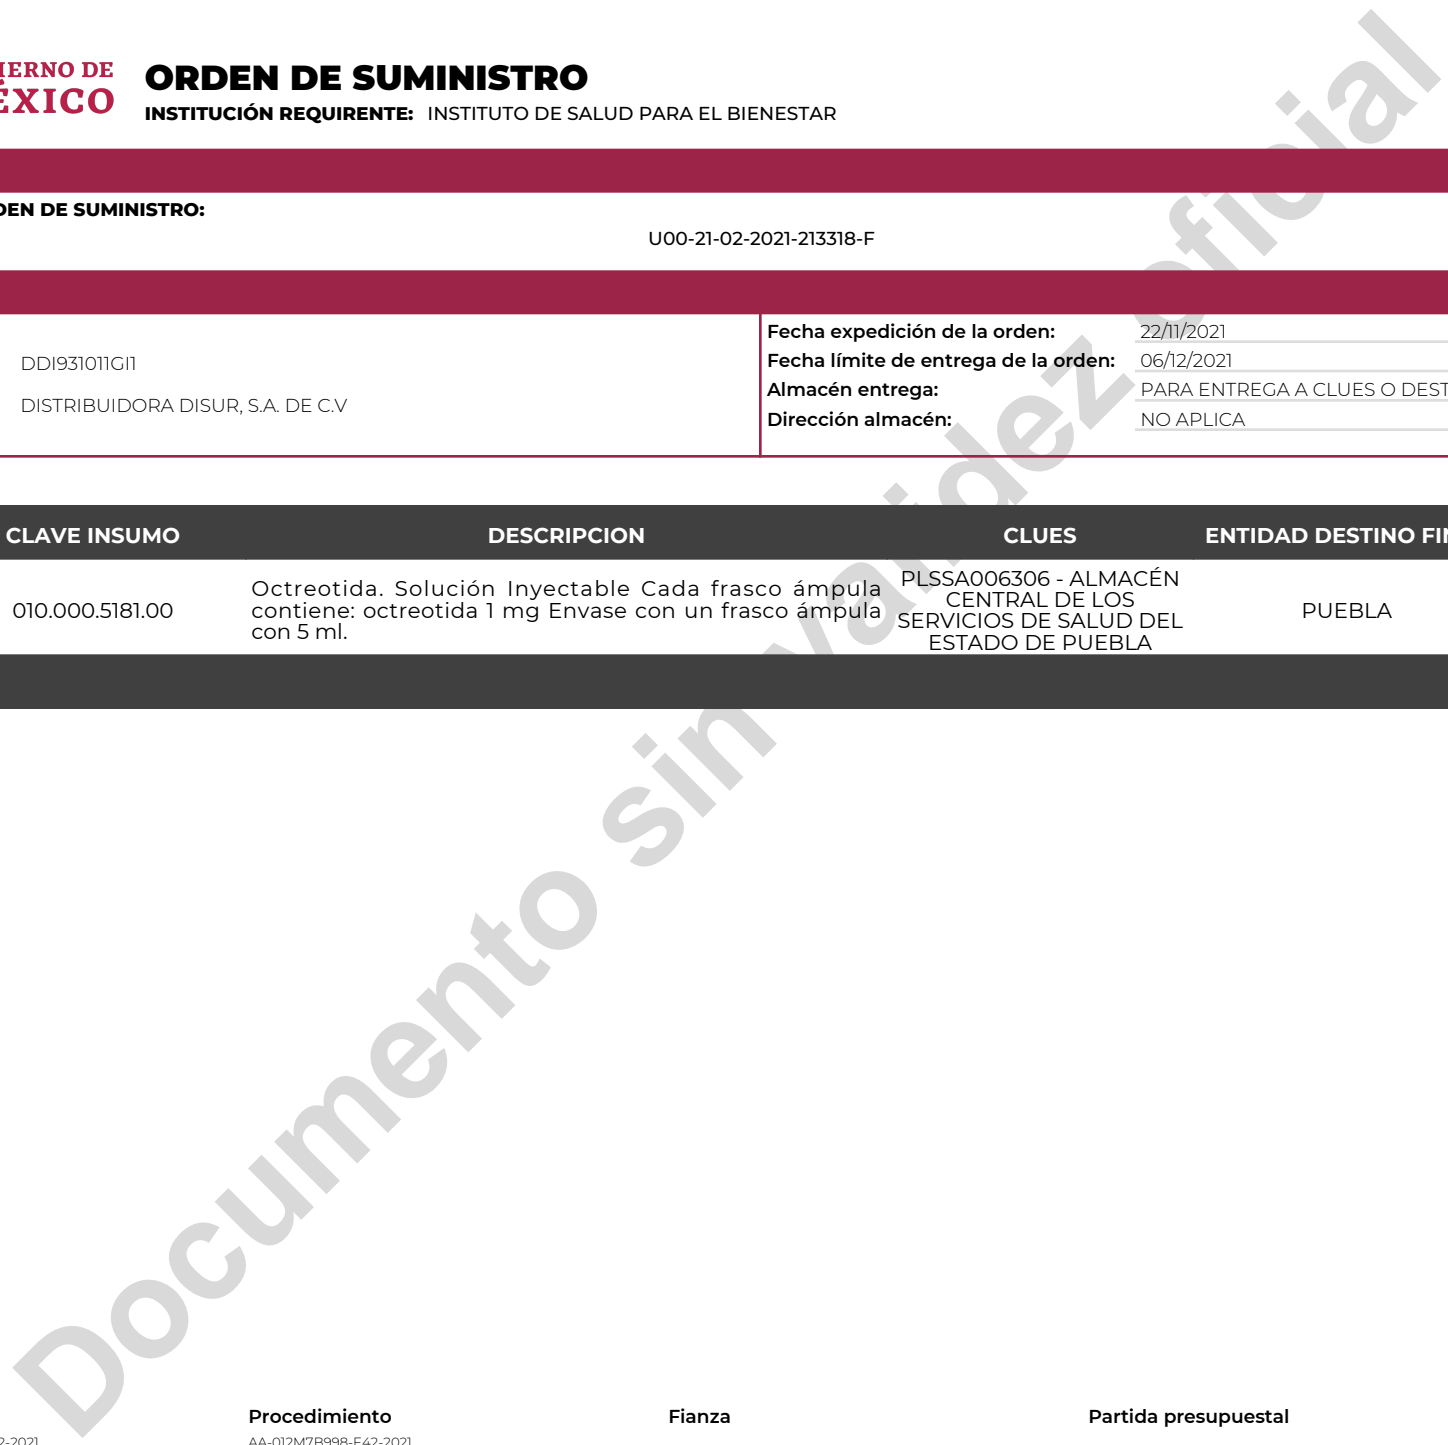 IERNO DE
ÉXICO
ORDEN DE SUMINISTRO
INSTITUCIÓN REQUIRENTE: INSTITUTO DE SALUD PARA EL BIENESTAR
DEN DE SUMINISTRO:
U00-21-02-2021-213318-F
DDI931011GI1
DISTRIBUIDORA DISUR, S.A. DE C.V
Fecha expedición de la orden: 22/11/2021
Fecha límite de entrega de la orden: 06/12/2021
Almacén entrega: PARA ENTREGA A CLUES O DEST
Dirección almacén: NO APLICA
CLAVE INSUMO DESCRIPCION CLUES ENTIDAD DESTINO FIN
010.000.5181.00
Octreotida. Solución Inyectable Cada frasco ámpula
contiene: octreotida 1 mg Envase con un frasco ámpula
con 5 ml.
PLSSA006306 - ALMACÉN
CENTRAL DE LOS
SERVICIOS DE SALUD DEL
ESTADO DE PUEBLA
PUEBLA
Documento sin validez oficial
Procedimiento Fianza Partida presupuestal
2-2021 AA-012M7B998-E42-2021